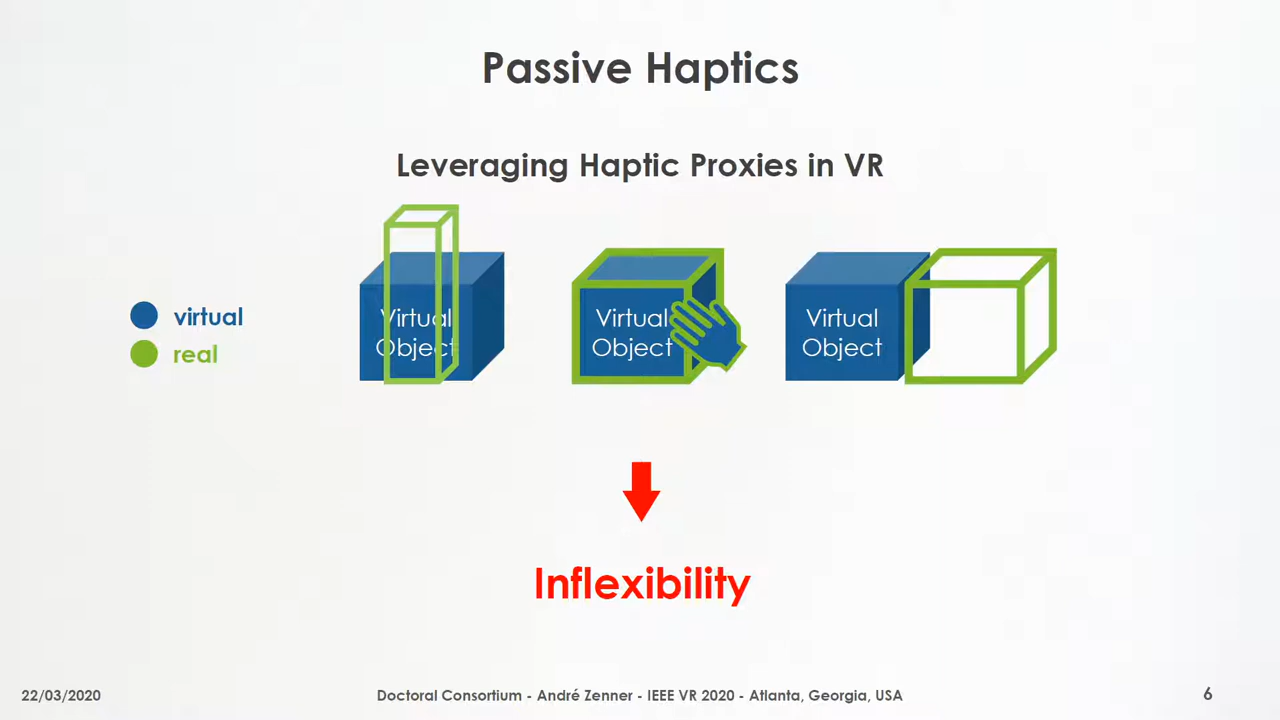 Passive Haptics
Leveraging Haptic Proxies in VR
virtual
real
Virtual
Object
Virtual
Object
Virtual
Object
Inflexibility
22/03/2020
Doctoral Consortium - André Zenner - IEEE VR 2020 - Atlanta, Georgia, USA
6